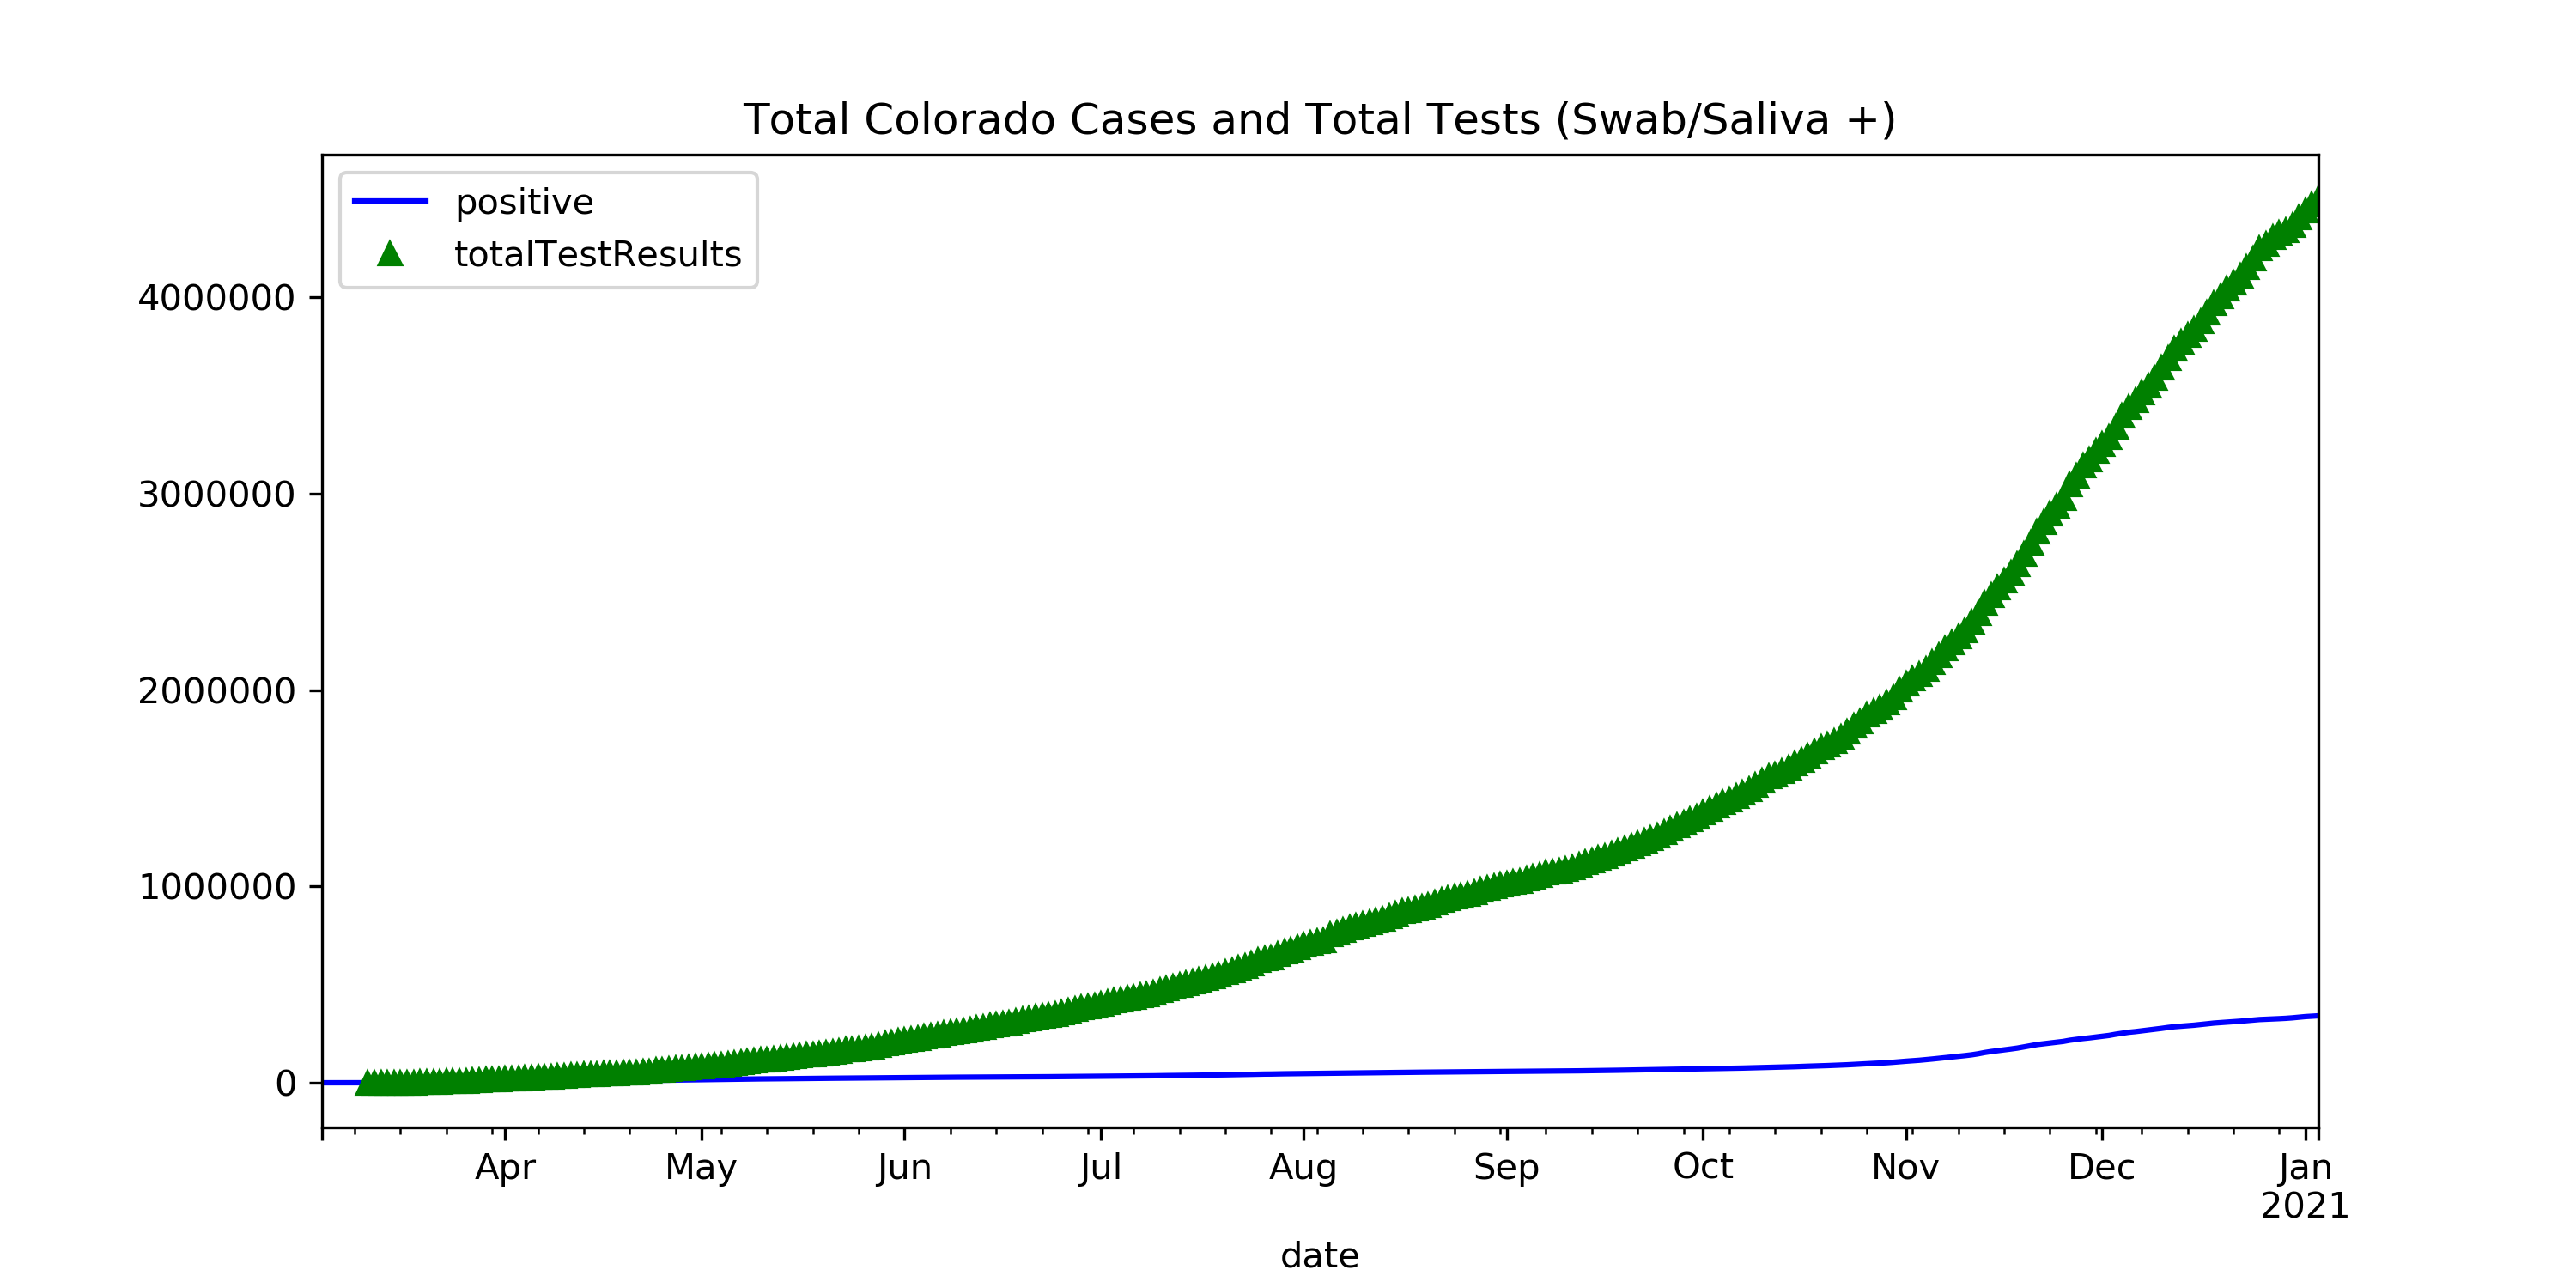 Total Colorado Cases and Total Tests (Swab/Saliva +)
positive
totalTestResults
4000000
3000000
2000000
1000000
0
Apr May Jun Jul Aug Sep Oct Nov Dec Jan
2021
date